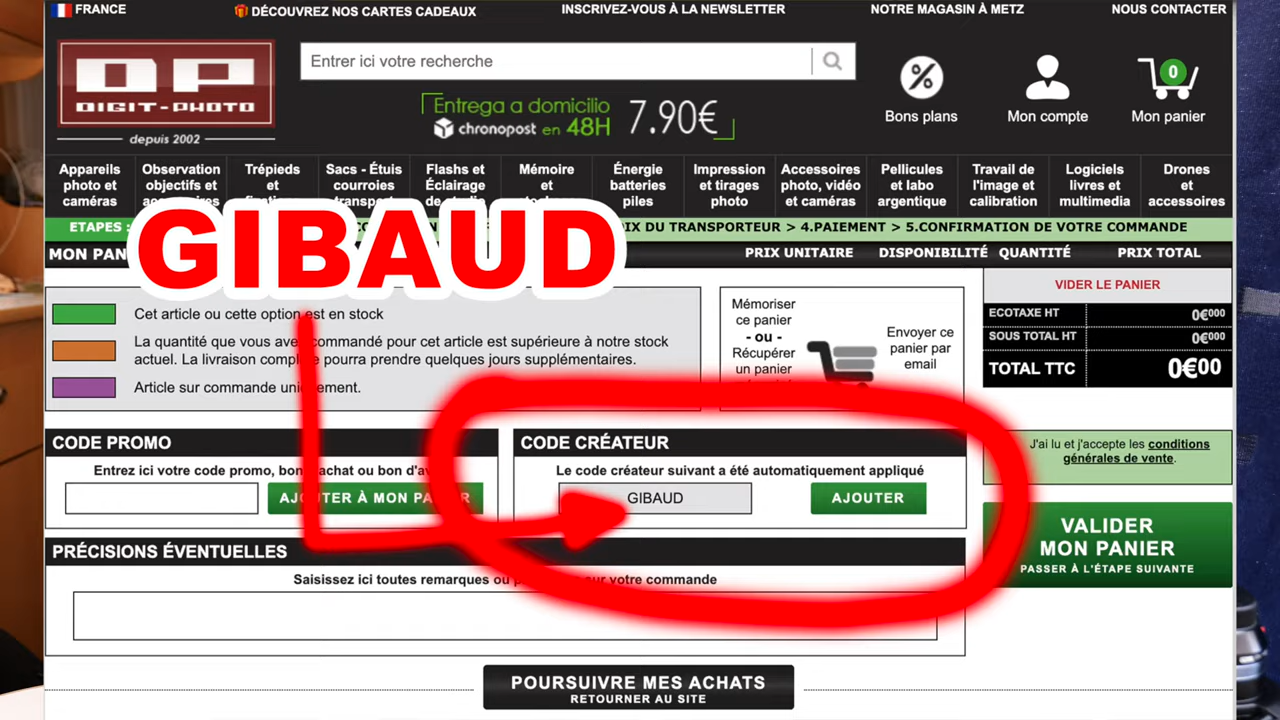 FRANCE
DÉCOUVREZ NOS CARTES CADEAUX
INSCRIVEZ-VOUS À LA NEWSLETTER
NOTRE MAGASIN À METZ
NOUS CONTACTER
DP
DIGIT-PHOTO
depuis 2002
Entrer ici votre recherche
Entrega a domicilio
chronopost en 48H
7.90€
%
Bons plans
Mon compte
0
Mon panier
Appareils
photo et
caméras
Observation
objectifs et
Trépieds
et
Sacs - Étuis
courroies
Flashs et
Éclairage
Mémoire
et
Énergie
batteries
piles
Impression
et tirages
photo
Accessoires
photo, vidéo
et caméras
Pellicules
et labo
argentique
Travail de
l'image et
calibration
Logiciels
livres et
multimedia
Drones
et
accessoires
ETAPES :
DU TRANSPORTEUR > 4.PAIEMENT > 5.CONFIRMATION DE VOTRE COMMANDE
GIBAUD
MON
PRIX UNITAIRE
DISPONIBILITÉ
QUANTITÉ
PRIX TOTAL
Cet article ou cette option est en stock
La quantité que vous avez commandé pour cet article est supérieure à notre stock
actuel. La livraison pourra prendre quelques jours supplémentaires.
Article sur commande uniquement.
Mémoriser
ce panier
- ou -
Récupérer
un panier
Envoyer ce
panier par
email
VIDER LE PANIER
ECOTAXE HT 0€000
SOUS TOTAL HT 0€000
TOTAL TTC 0€00
CODE PROMO
Entrez ici votre code promo, bon achat ou bon
AJOUTER À MON PANIER
CODE CRÉATEUR
Le code créateur suivant a été automatiquement appliqué
GIBAUD
AJOUTER
J'ai lu et j'accepte les conditions
générales de vente.
VALIDER
MON PANIER
PASSER À L'ÉTAPE SUIVANTE
PRÉCISIONS ÉVENTUELLES
Saisissez ici toutes remarques ou sur votre commande
POURSUIVRE MES ACHATS
RETOURNER AU SITE